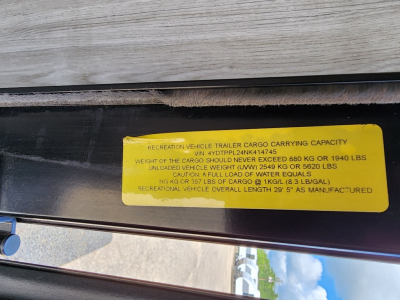 RECREATION VEHICLE TRAILER CARGO CARRYING CAPACITY
VIN: 4YDTPPL24NK414745
WEIGHT OF THE CARGO SHOULD NEVER EXCEED 880 KG OR 1940 LBS
UNLOADED VEHICLE WEIGHT (UVW) 2549 KG OR 5620 LBS
CAUTION: A FULL LOAD OF WATER EQUALS
KG OR 357 LBS OF CARGO @ 1KG/L (8.3 LB/GAL)
RECREATIONAL VEHICLE OVERALL LENGTH 29' 5" AS MANUFACTURED